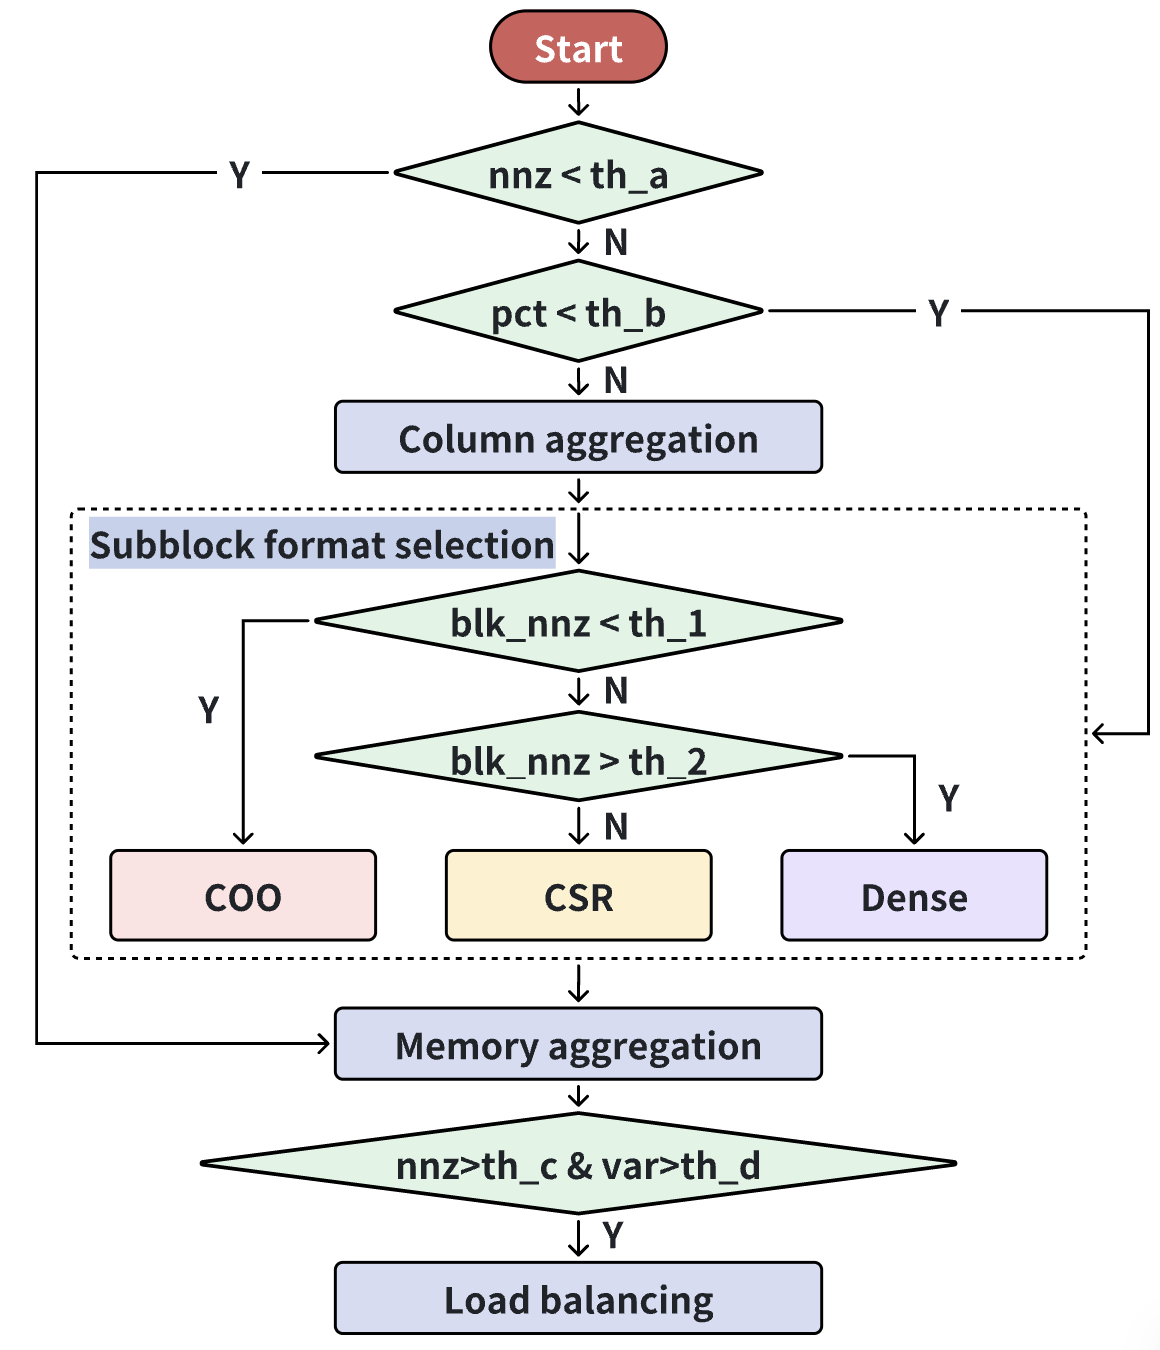 Start
nnz < th_a
Y
N
pct < th_b
Y
N
Column aggregation
Subblock format selection
blk_nnz < th_1
Y
N
blk_nnz > th_2
Y
N
COO
CSR
Dense
Memory aggregation
nnz>th_c & var>th_d
Y
Load balancing